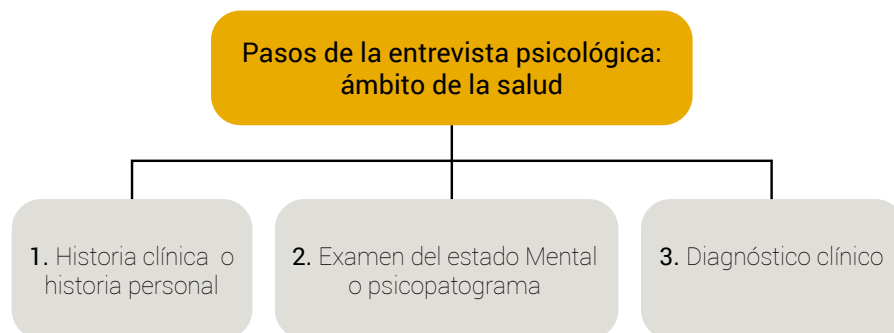 Pasos de la entrevista psicológica:
ámbito de la salud
1. Historia clínica o
historia personal
2. Examen del estado Mental
o psicopatograma
3. Diagnóstico clínico